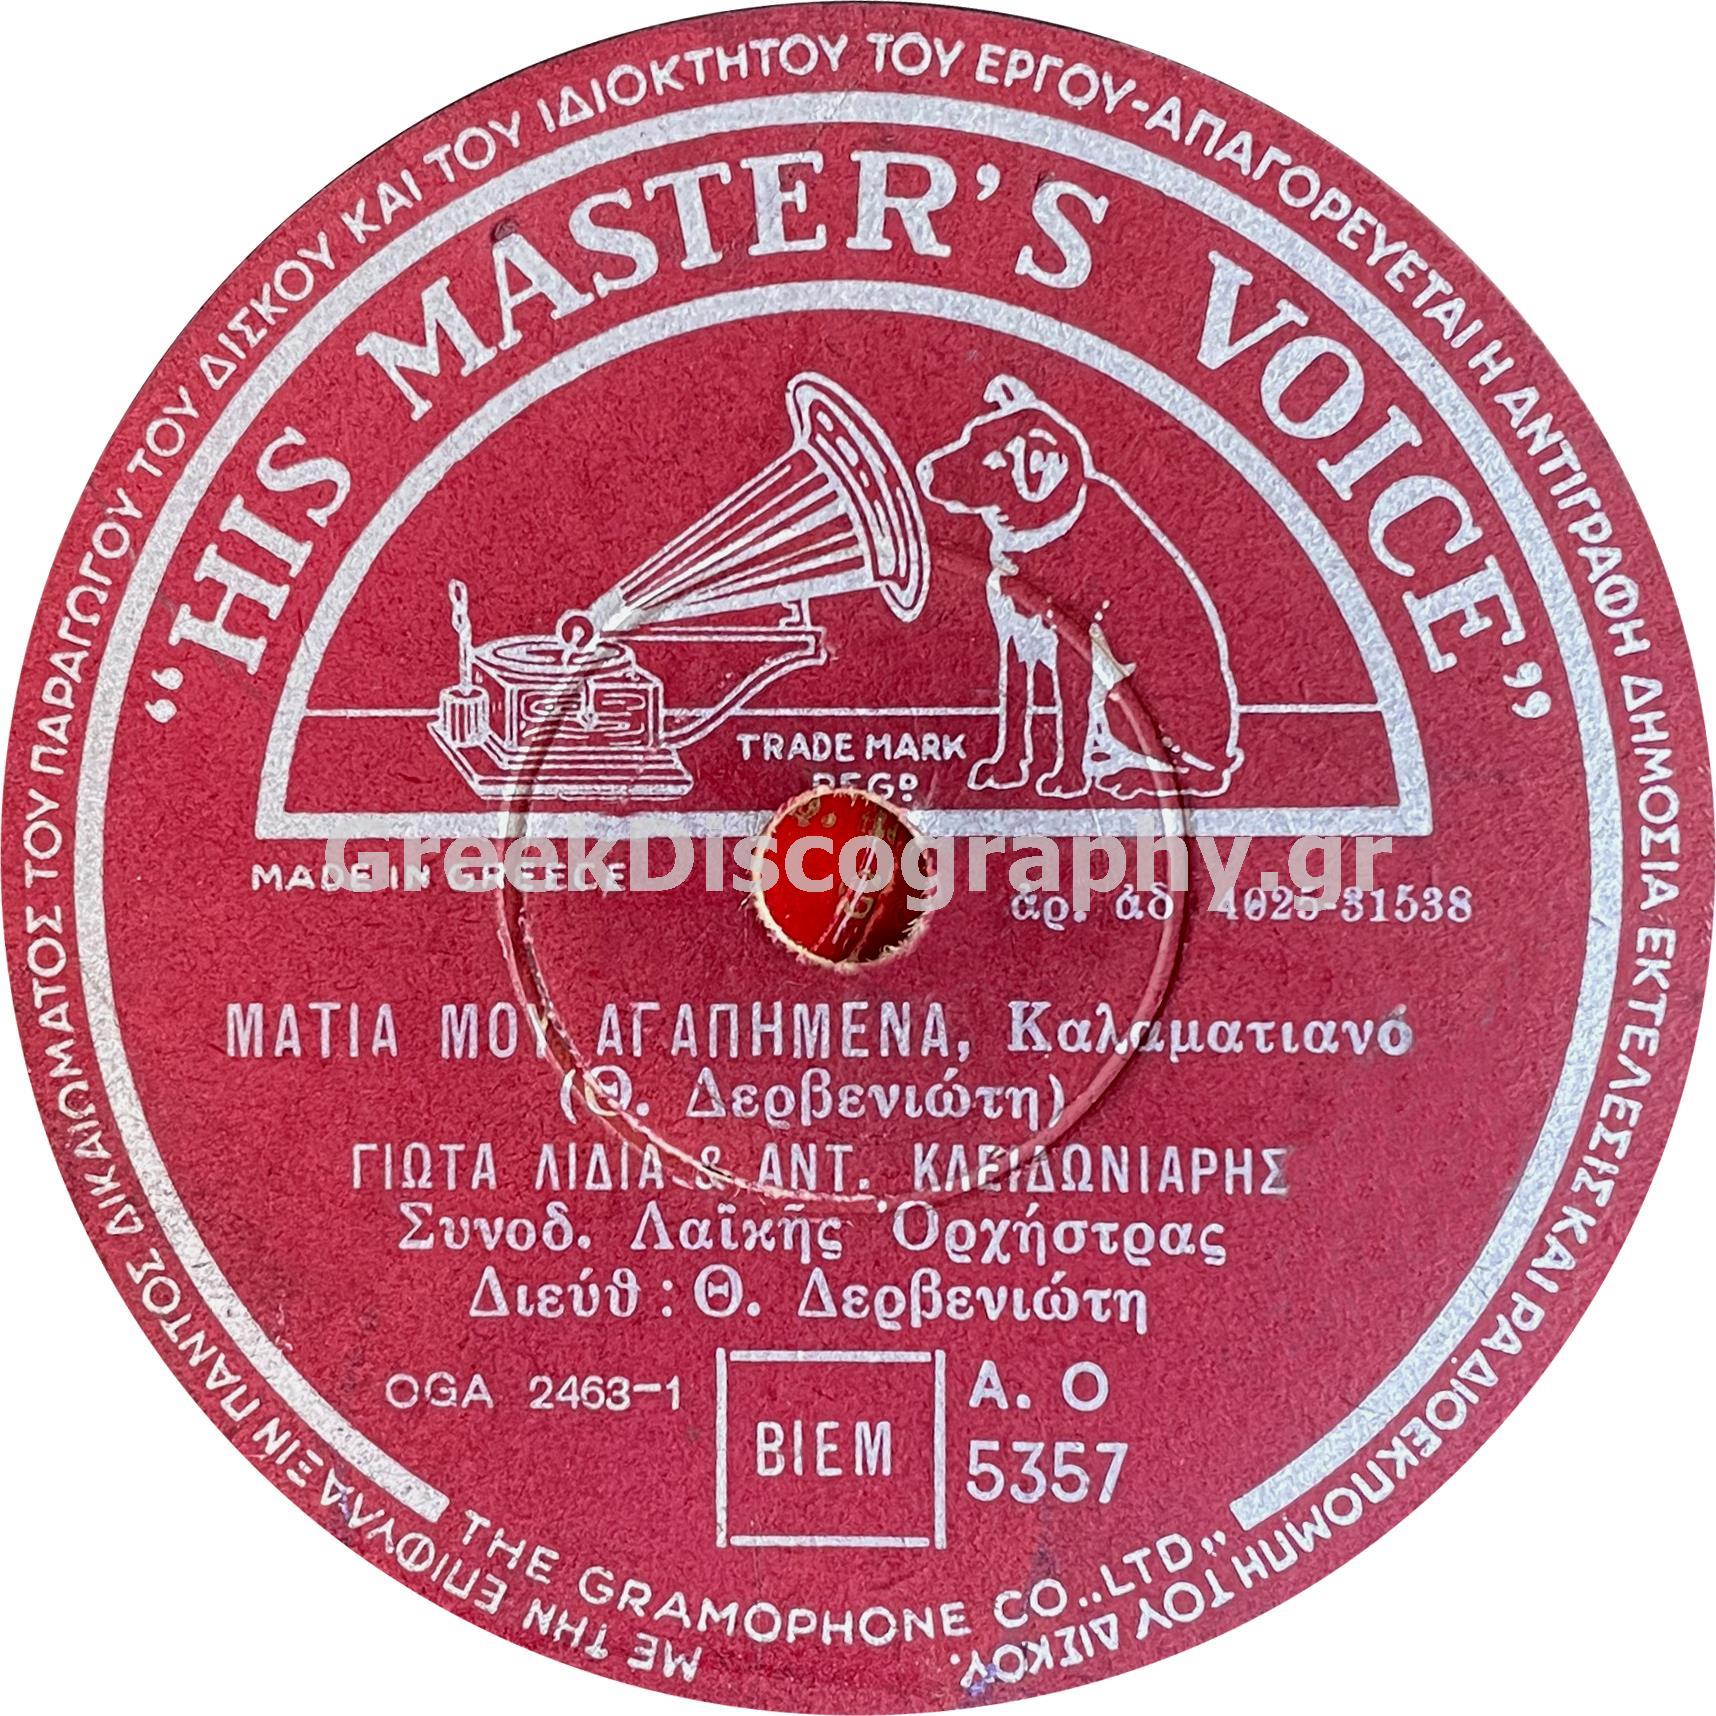 ΜΕ ΤΗΝ ΕΠΙΦΥΛΑΞΙΝ ΠΑΝΤΟΣ ΔΙΚΑΙΩΜΑΤΟΣ ΤΟΥ ΠΑΡΑΓΩΓΟΥ ΤΟΥ ΔΙΣΚΟΥ ΚΑΙ ΤΟΥ ΙΔΙΟΚΤΗΤΟΥ ΤΟΥ ΕΡΓΟΥ-ΑΠΑΓΟΡΕΥΕΤΑΙ Η ΑΝΤΙΓΡΑΦΗ ΔΗΜΟΣΙΑ ΕΚΤΕΛΕΣΙΣ ΚΑΙ ΡΑΔΙΟΕΚΠΟΜΠΗ ΤΟΥ ΔΙΣΚΟΥ.
“HIS MASTER'S VOICE”
TRADE MARK
REGD
GreekDiscography.gr
MADE IN GREECE
ἀρ. ἀδ 4025-31538
ΜΑΤΙΑ ΜΟΥ ΑΓΑΠΗΜΕΝΑ, Καλαματιανό
(Θ. Δερβενιώτη)
ΓΙΩΤΑ ΛΙΔΙΑ & ΑΝΤ. ΚΛΕΙΔΩΝΙΑΡΗΣ
Συνοδ. Λαϊκῆς Ὀρχήστρας
Διεύθ : Θ. Δερβενιώτη
OGA 2463-1
BIEM
A. O
5357
THE GRAMOPHONE CO., LTD„